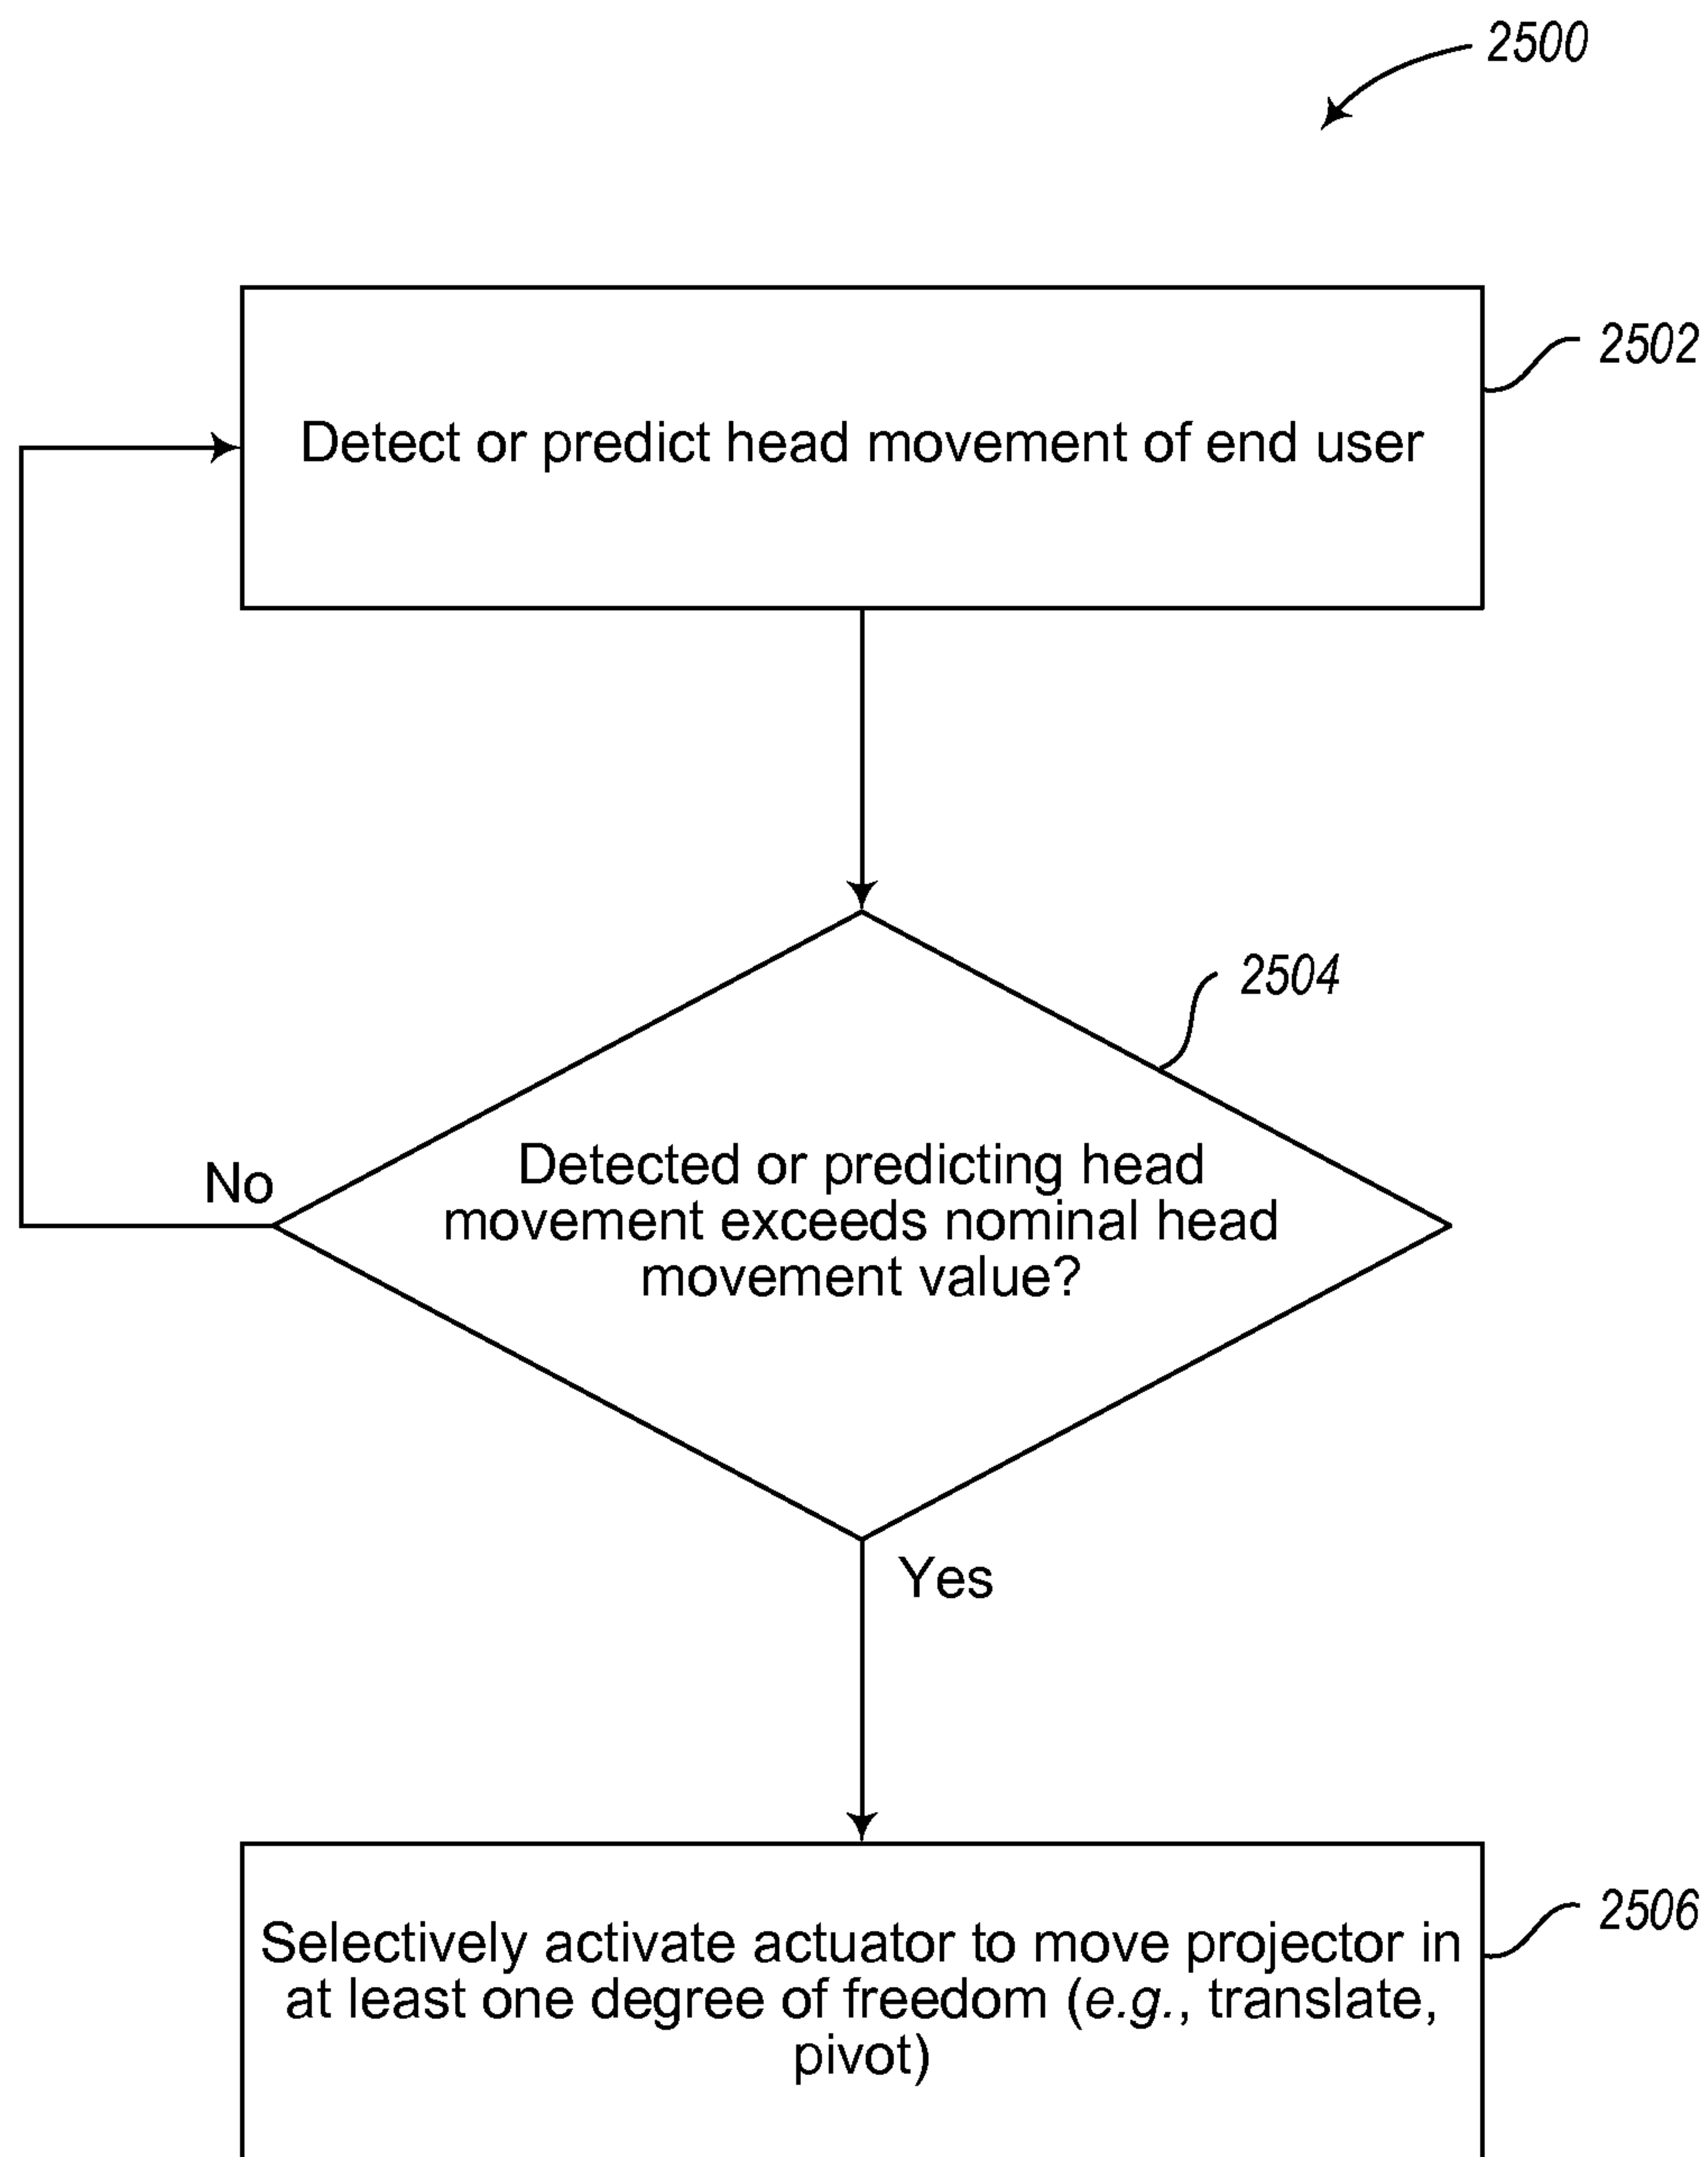 2500
2502
Detect or predict head movement of end user
2504
No
Detected or predicting head
movement exceeds nominal head
movement value?
Yes
2506
Selectively activate actuator to move projector in
at least one degree of freedom (e.g., translate,
pivot)